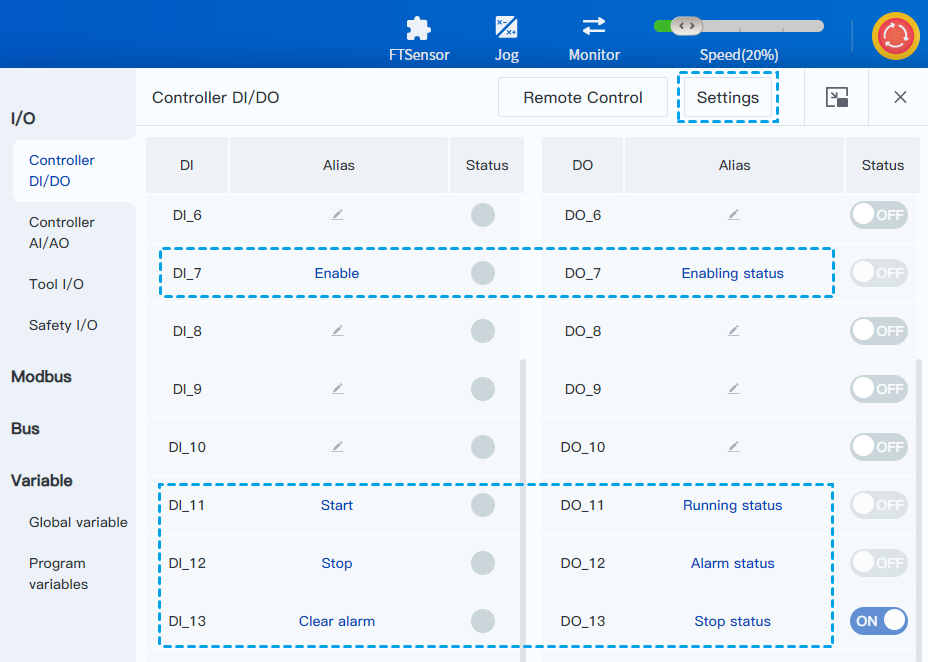 FTSensor
Jog
Monitor
Speed(20%)
I/O
Controller DI/DO
Controller AI/AO
Tool I/O
Safety I/O
Modbus
Bus
Variable
Global variable
Program variables
Controller DI/DO
Remote Control
Settings
DI Alias Status DO Alias Status
DI_6 DO_6 OFF
DI_7 Enable DO_7 Enabling status OFF
DI_8 DO_8 OFF
DI_9 DO_9 OFF
DI_10 DO_10 OFF
DI_11 Start DO_11 Running status OFF
DI_12 Stop DO_12 Alarm status OFF
DI_13 Clear alarm DO_13 Stop status ON